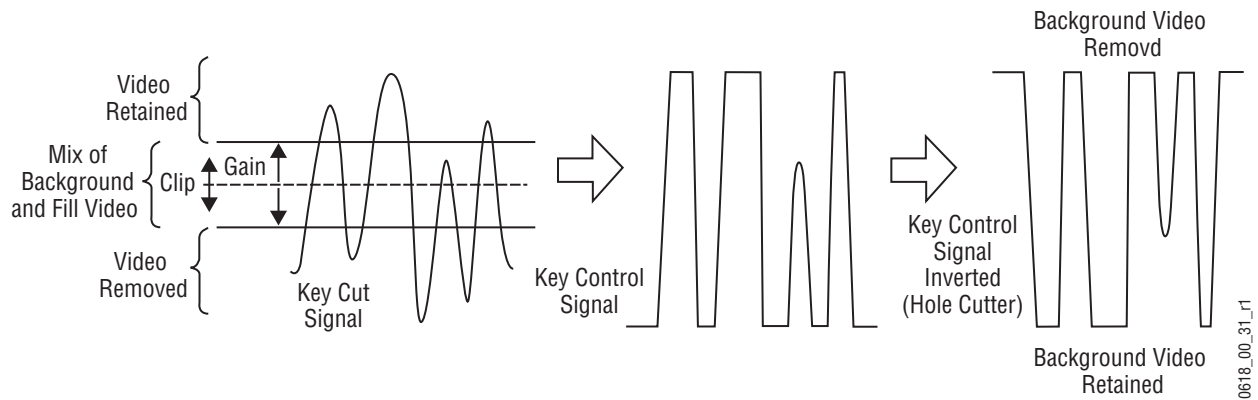 Video
Retained
Mix of
Background
and Fill Video
Clip
Gain
Video
Removed
Key Cut
Signal
Key Control
Signal
Background Video
Removd
Key Control
Signal
Inverted
(Hole Cutter)
Background Video
Retained
0618_00_31_r1